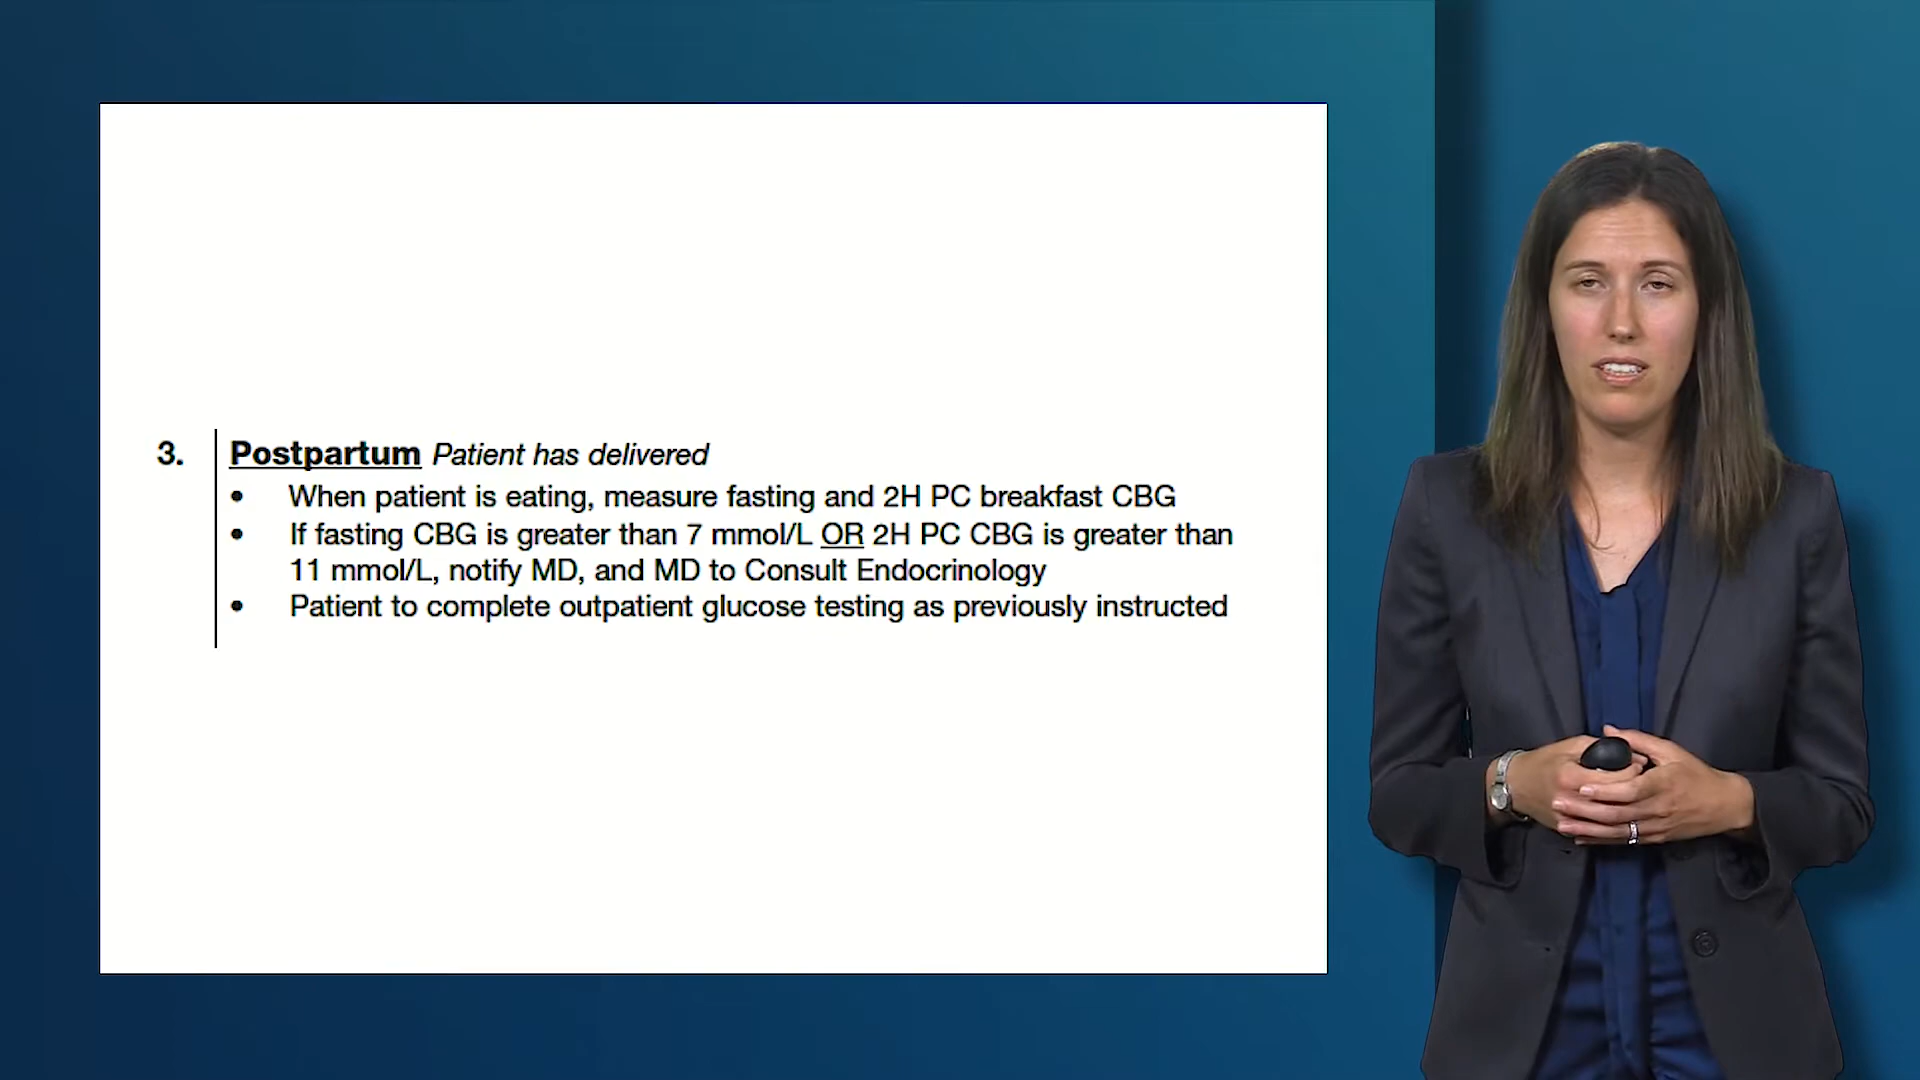 3. Postpartum Patient has delivered
• When patient is eating, measure fasting and 2H PC breakfast CBG
• If fasting CBG is greater than 7 mmol/L OR 2H PC CBG is greater than
11 mmol/L, notify MD, and MD to Consult Endocrinology
• Patient to complete outpatient glucose testing as previously instructed